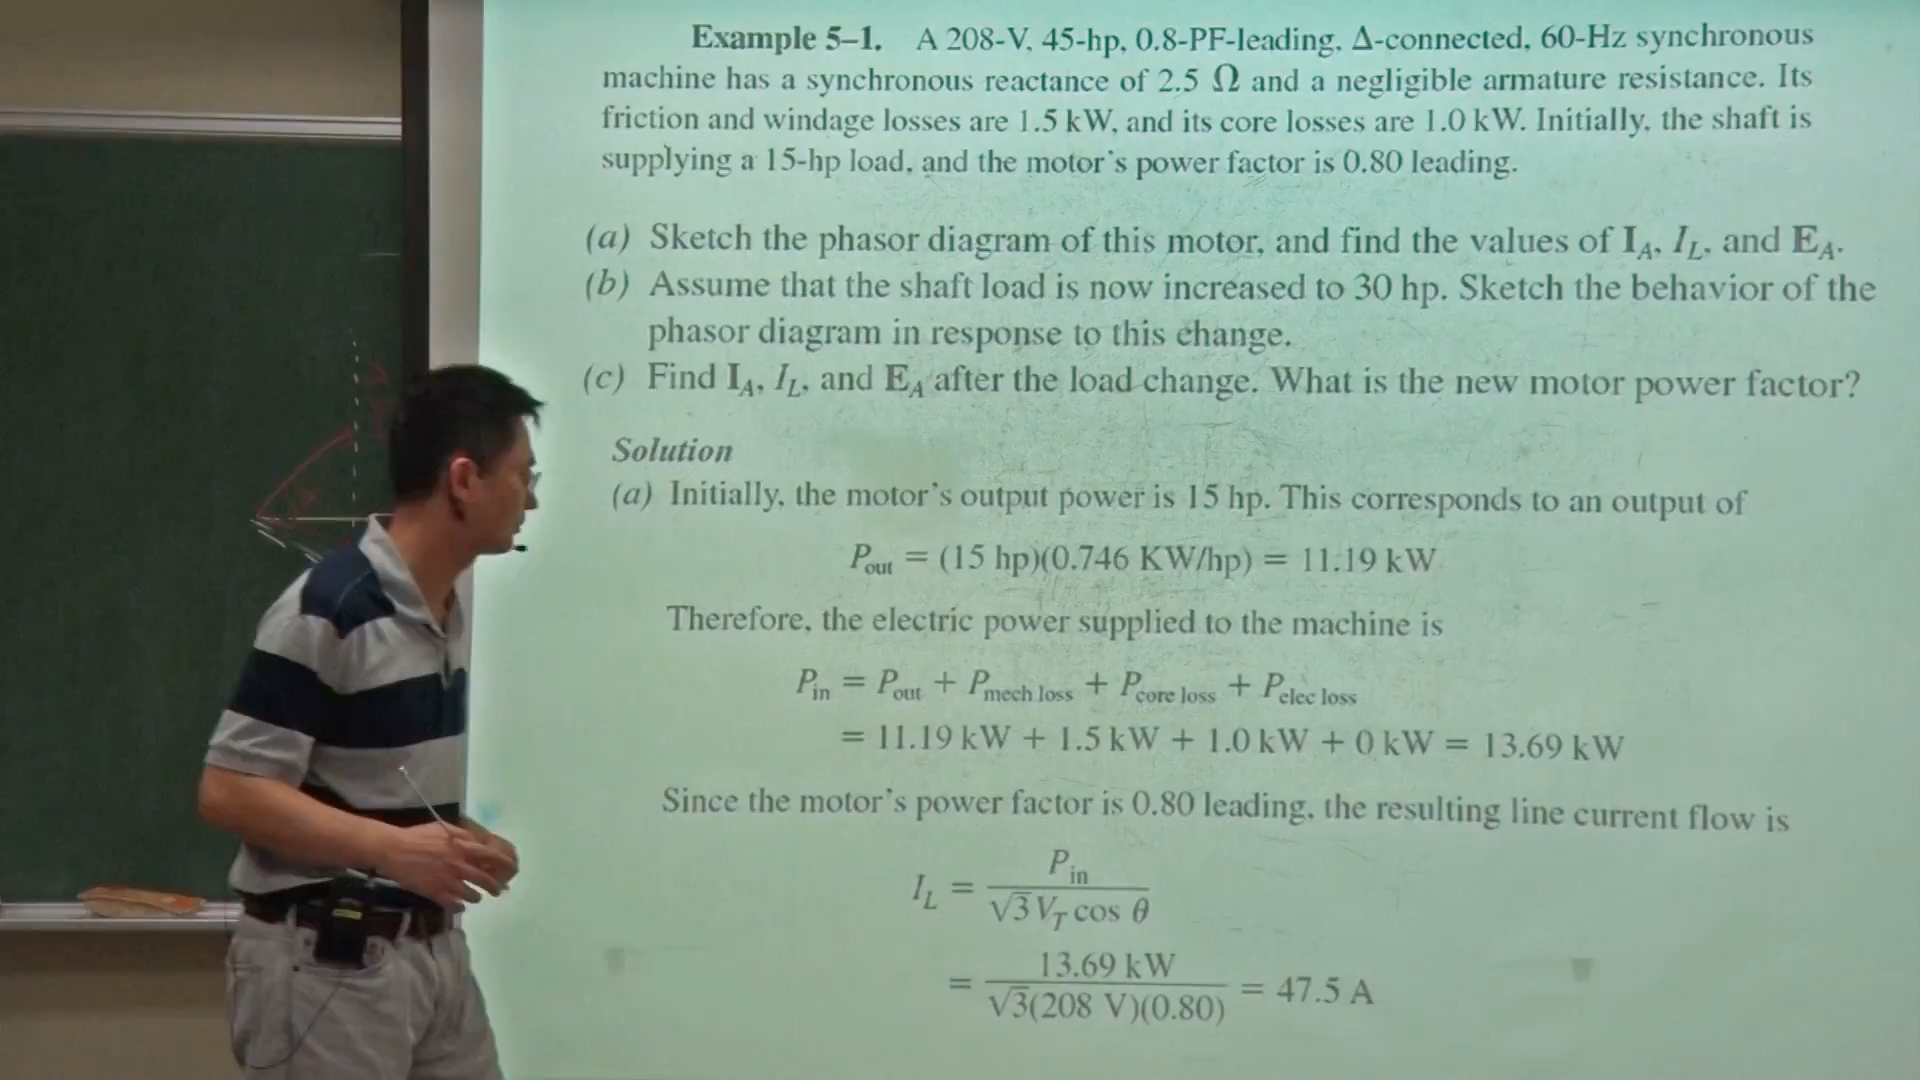 Example 5–1. A 208-V, 45-hp, 0.8-PF-leading, Δ-connected, 60-Hz synchronous
machine has a synchronous reactance of 2.5 Ω and a negligible armature resistance. Its
friction and windage losses are 1.5 kW, and its core losses are 1.0 kW. Initially, the shaft is
supplying a 15-hp load, and the motor's power factor is 0.80 leading.
(a) Sketch the phasor diagram of this motor, and find the values of I_A, I_L, and E_A.
(b) Assume that the shaft load is now increased to 30 hp. Sketch the behavior of the
phasor diagram in response to this change.
(c) Find I_A, I_L, and E_A after the load change. What is the new motor power factor?
Solution
(a) Initially, the motor's output power is 15 hp. This corresponds to an output of
P_out = (15 hp)(0.746 KW/hp) = 11.19 kW
Therefore, the electric power supplied to the machine is
P_in = P_out + P_mech loss + P_core loss + P_elec loss
= 11.19 kW + 1.5 kW + 1.0 kW + 0 kW = 13.69 kW
Since the motor's power factor is 0.80 leading, the resulting line current flow is
I_L = P_in / √3 V_T cos θ
= 13.69 kW / √3(208 V)(0.80) = 47.5 A